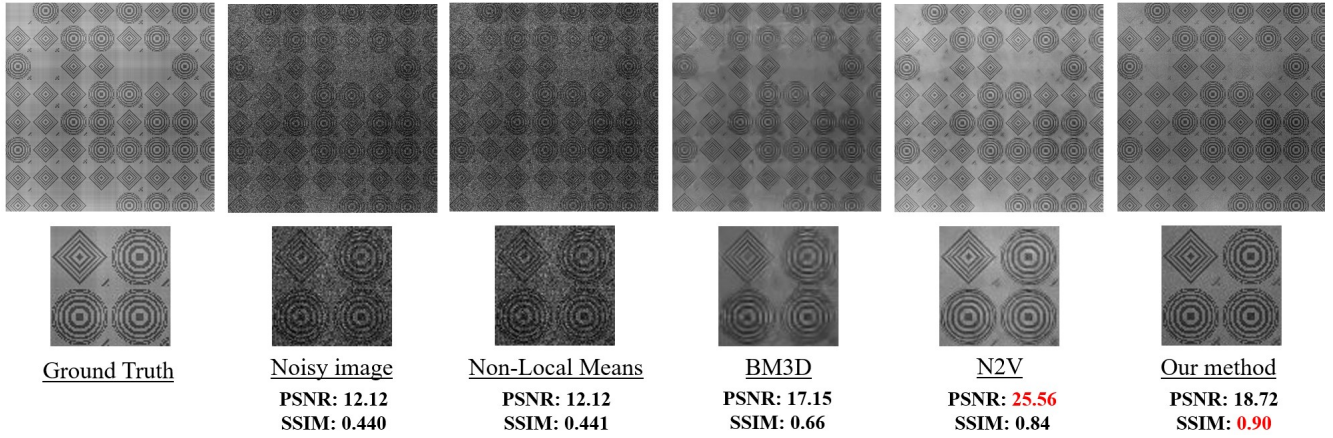 Ground Truth
Noisy image
PSNR: 12.12
SSIM: 0.440
Non-Local Means
PSNR: 12.12
SSIM: 0.441
BM3D
PSNR: 17.15
SSIM: 0.66
N2V
PSNR: 25.56
SSIM: 0.84
Our method
PSNR: 18.72
SSIM: 0.90